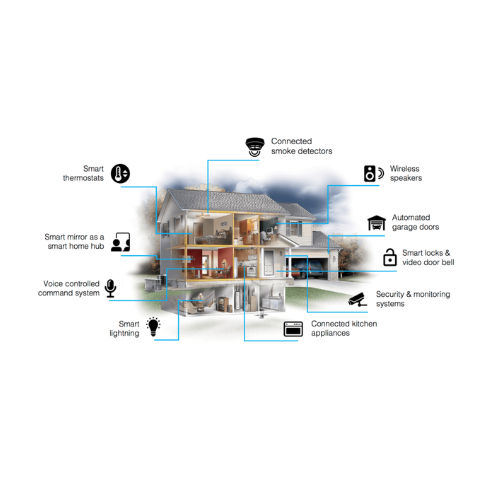 Connected
smoke detectors
Smart
thermostats
Wireless
speakers
Automated
garage doors
Smart mirror as a
smart home hub
Smart locks &
video door bell
Voice controlled
command system
Security & monitoring
systems
Smart
lightning
Connected kitchen
appliances